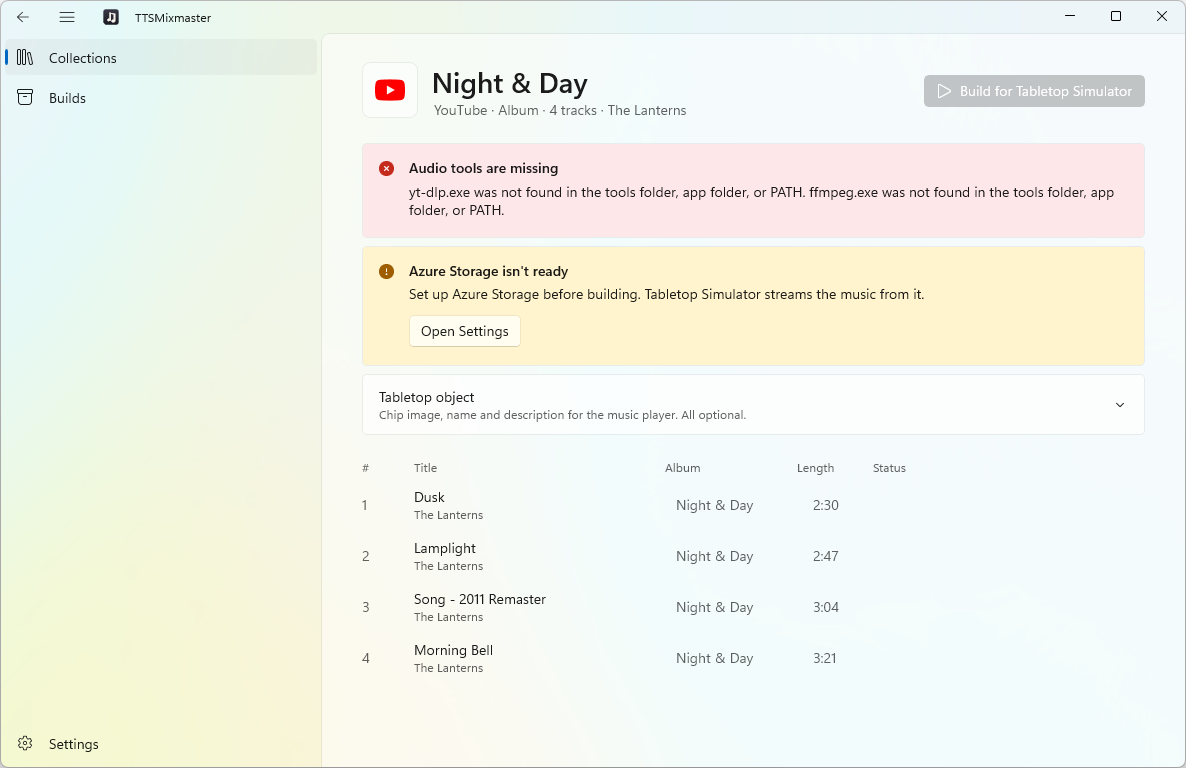 TTSMixmaster
Collections
Builds
Night & Day
YouTube · Album · 4 tracks · The Lanterns
Build for Tabletop Simulator
Audio tools are missing
yt-dlp.exe was not found in the tools folder, app folder, or PATH. ffmpeg.exe was not found in the tools folder, app
folder, or PATH.
Azure Storage isn't ready
Set up Azure Storage before building. Tabletop Simulator streams the music from it.
Open Settings
Tabletop object
Chip image, name and description for the music player. All optional.
# Title Album Length Status
1 Dusk Night & Day 2:30
The Lanterns
2 Lamplight Night & Day 2:47
The Lanterns
3 Song - 2011 Remaster Night & Day 3:04
The Lanterns
4 Morning Bell Night & Day 3:21
The Lanterns
Settings